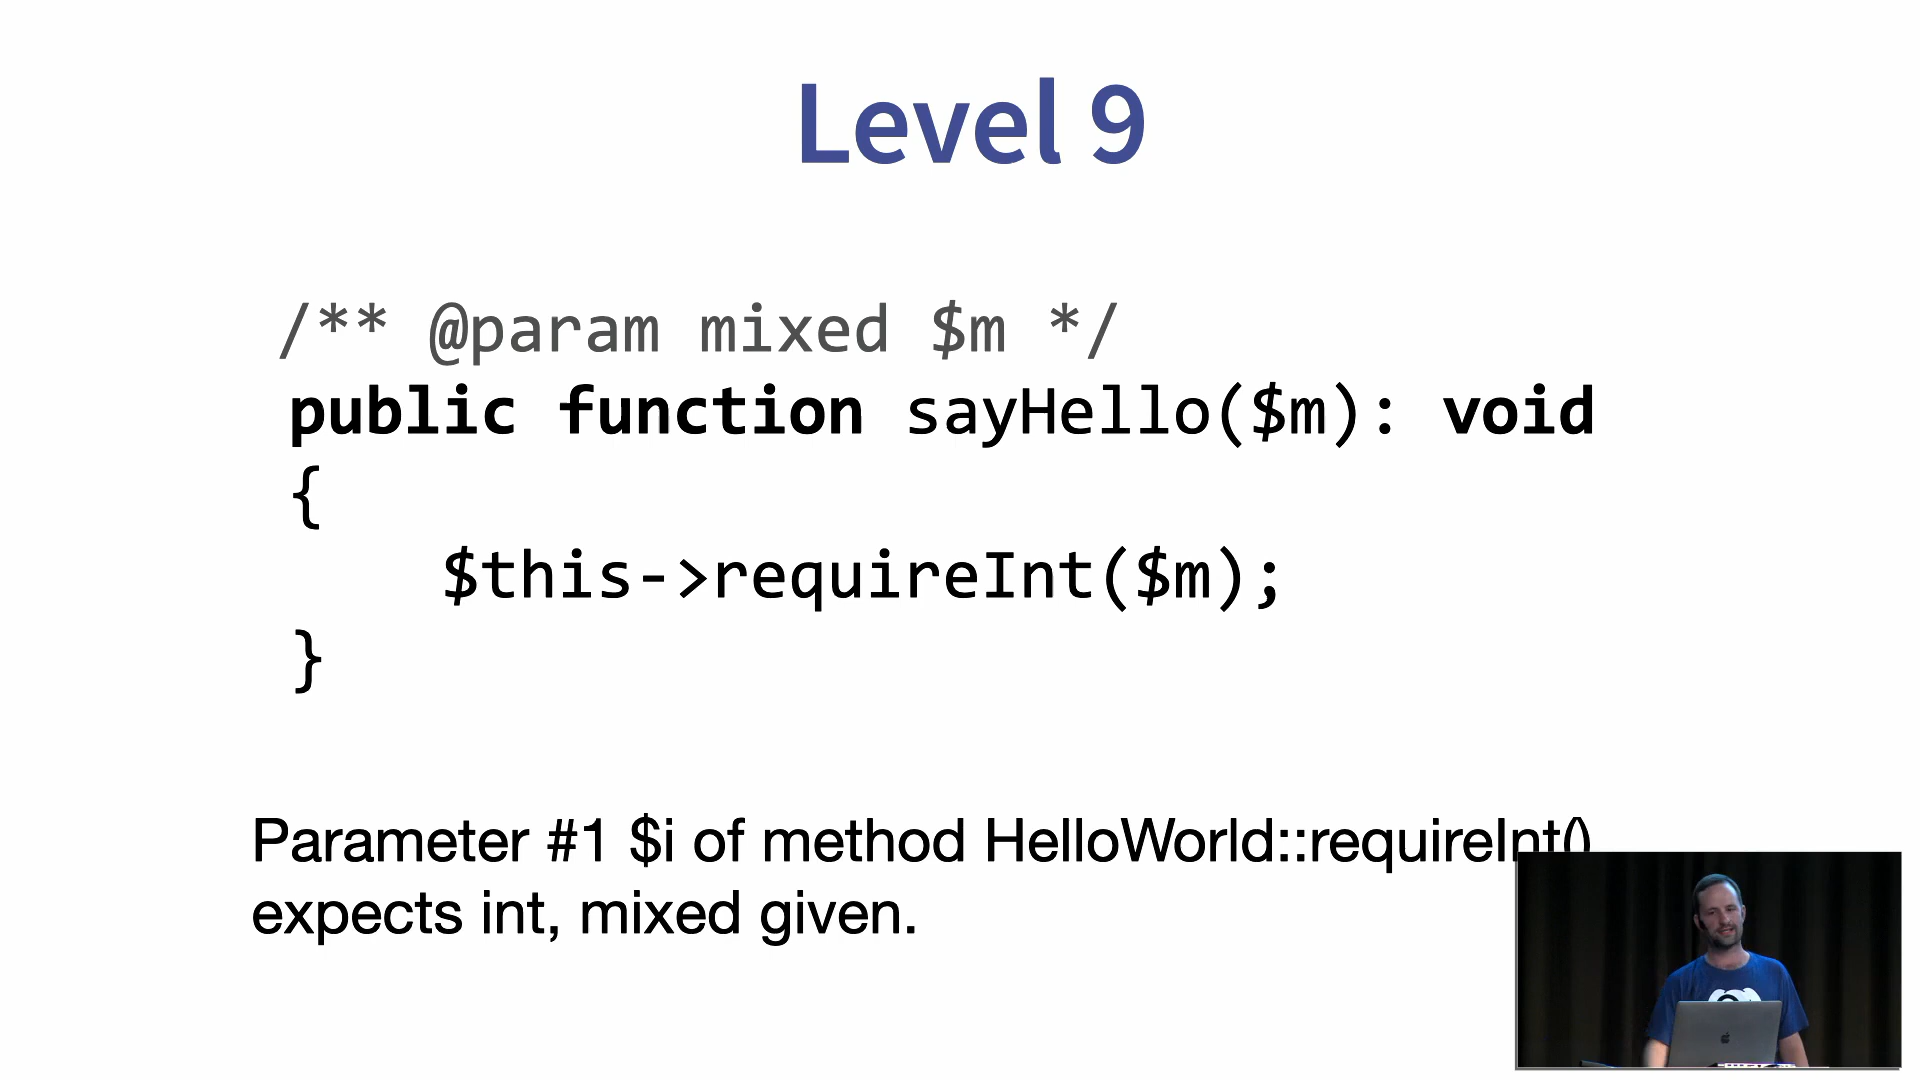 Level 9
/** @param mixed $m */
public function sayHello($m): void
{
$this->requireInt($m);
}
Parameter #1 $i of method HelloWorld::requireInt()
expects int, mixed given.